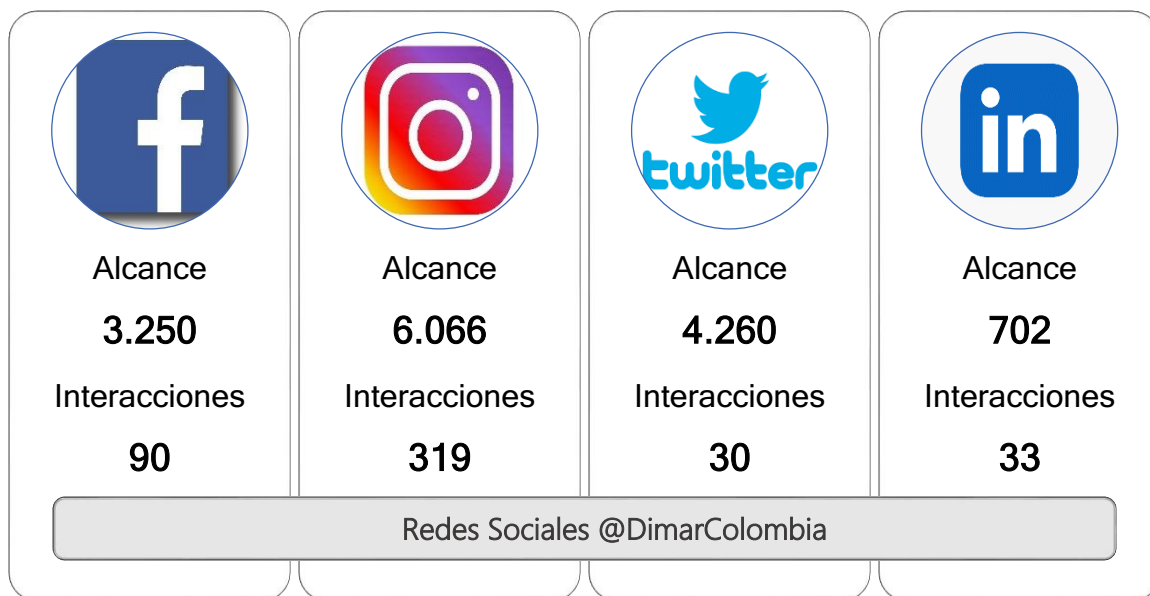 f
Alcance
3.250
Interacciones
90
Alcance
6.066
Interacciones
319
twitter
Alcance
4.260
Interacciones
30
in
Alcance
702
Interacciones
33
Redes Sociales @DimarColombia